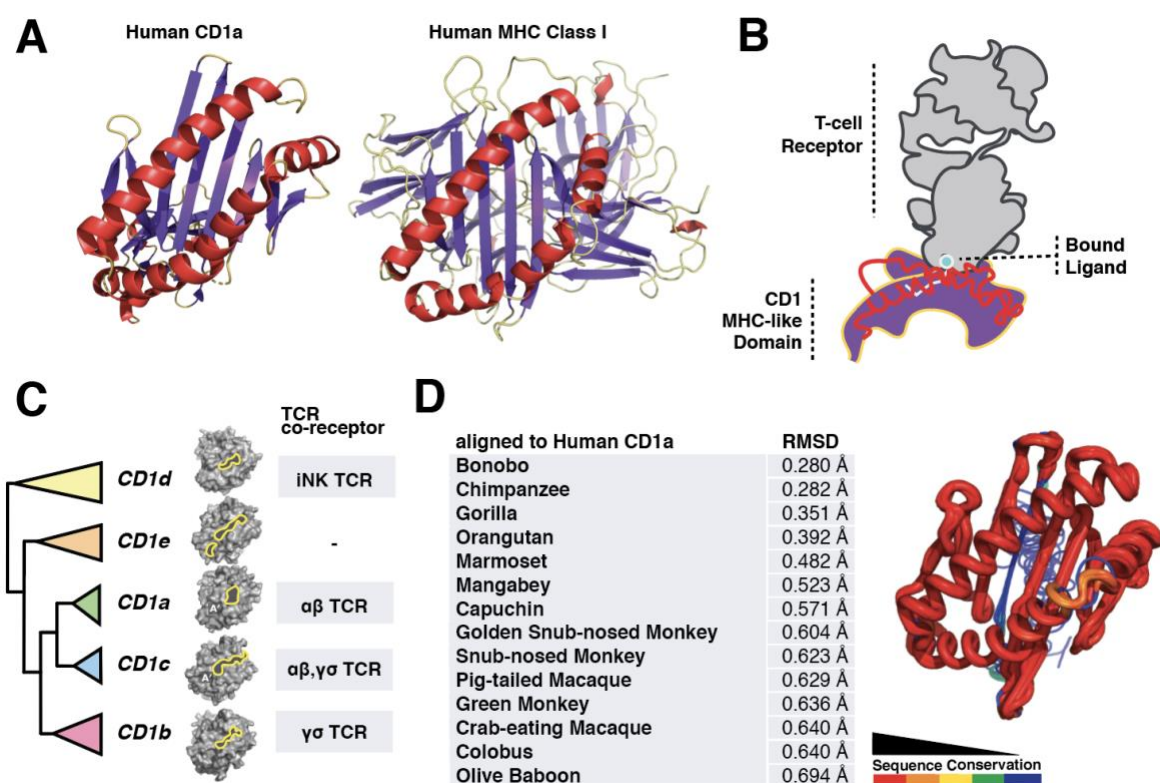 A
Human CD1a
Human MHC Class I
B
T-cell
Receptor
Bound
Ligand
CD1
MHC-like
Domain
C
TCR
co-receptor
CD1d
iNK TCR
CD1e
-
CD1a
A'
αβ TCR
CD1c
A'
αβ,γσ TCR
CD1b
γσ TCR
D
aligned to Human CD1a RMSD
Bonobo 0.280 Å
Chimpanzee 0.282 Å
Gorilla 0.351 Å
Orangutan 0.392 Å
Marmoset 0.482 Å
Mangabey 0.523 Å
Capuchin 0.571 Å
Golden Snub-nosed Monkey 0.604 Å
Snub-nosed Monkey 0.623 Å
Pig-tailed Macaque 0.629 Å
Green Monkey 0.636 Å
Crab-eating Macaque 0.640 Å
Colobus 0.640 Å
Olive Baboon 0.694 Å
Sequence Conservation